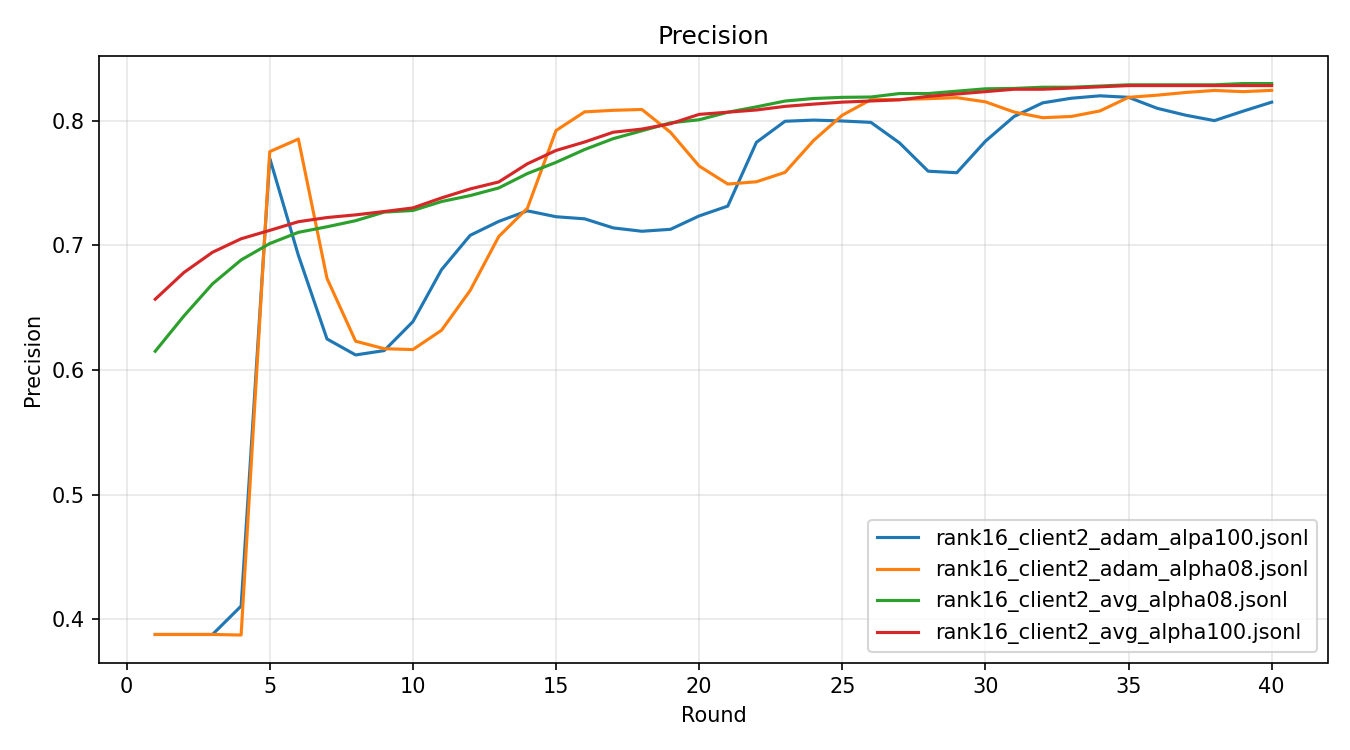 Precision
Precision
0.8
0.7
0.6
0.5
0.4
0 5 10 15 20 25 30 35 40
Round
rank16_client2_adam_alpa100.jsonl
rank16_client2_adam_alpha08.jsonl
rank16_client2_avg_alpha08.jsonl
rank16_client2_avg_alpha100.jsonl